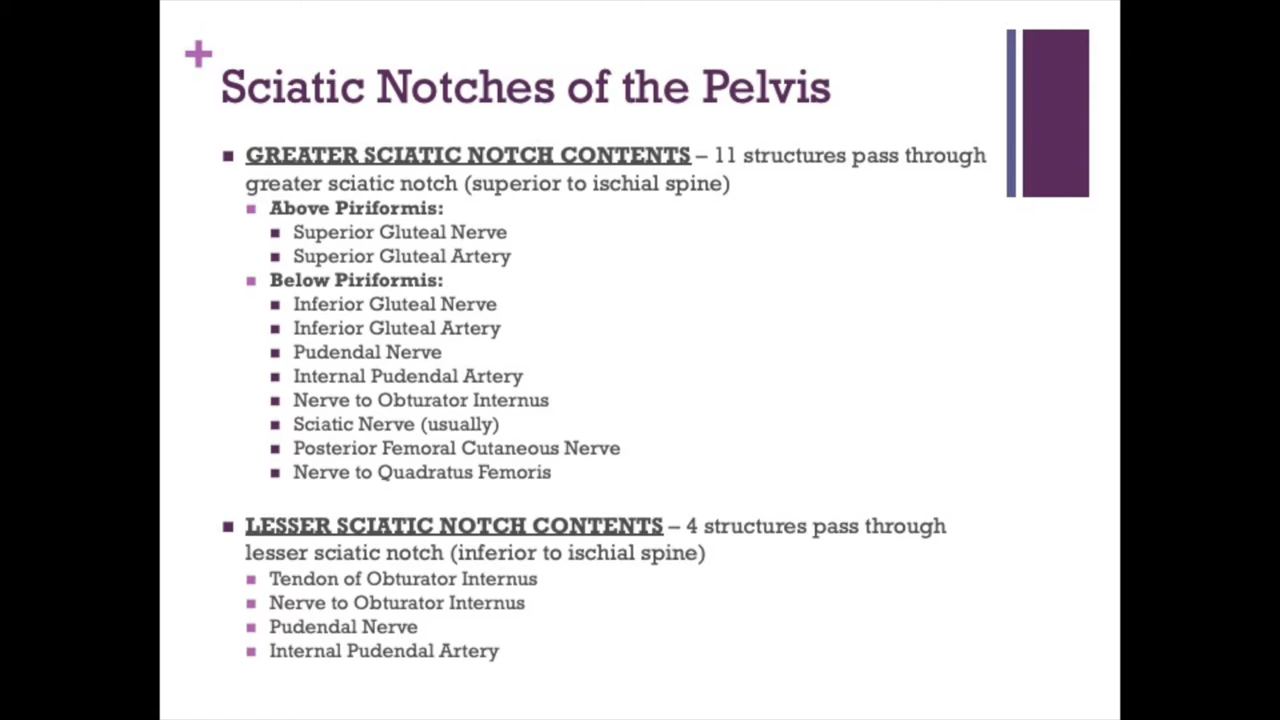 Sciatic Notches of the Pelvis
GREATER SCIATIC NOTCH CONTENTS – 11 structures pass through
greater sciatic notch (superior to ischial spine)
Above Piriformis:
Superior Gluteal Nerve
Superior Gluteal Artery
Below Piriformis:
Inferior Gluteal Nerve
Inferior Gluteal Artery
Pudendal Nerve
Internal Pudendal Artery
Nerve to Obturator Internus
Sciatic Nerve (usually)
Posterior Femoral Cutaneous Nerve
Nerve to Quadratus Femoris
LESSER SCIATIC NOTCH CONTENTS – 4 structures pass through
lesser sciatic notch (inferior to ischial spine)
Tendon of Obturator Internus
Nerve to Obturator Internus
Pudendal Nerve
Internal Pudendal Artery